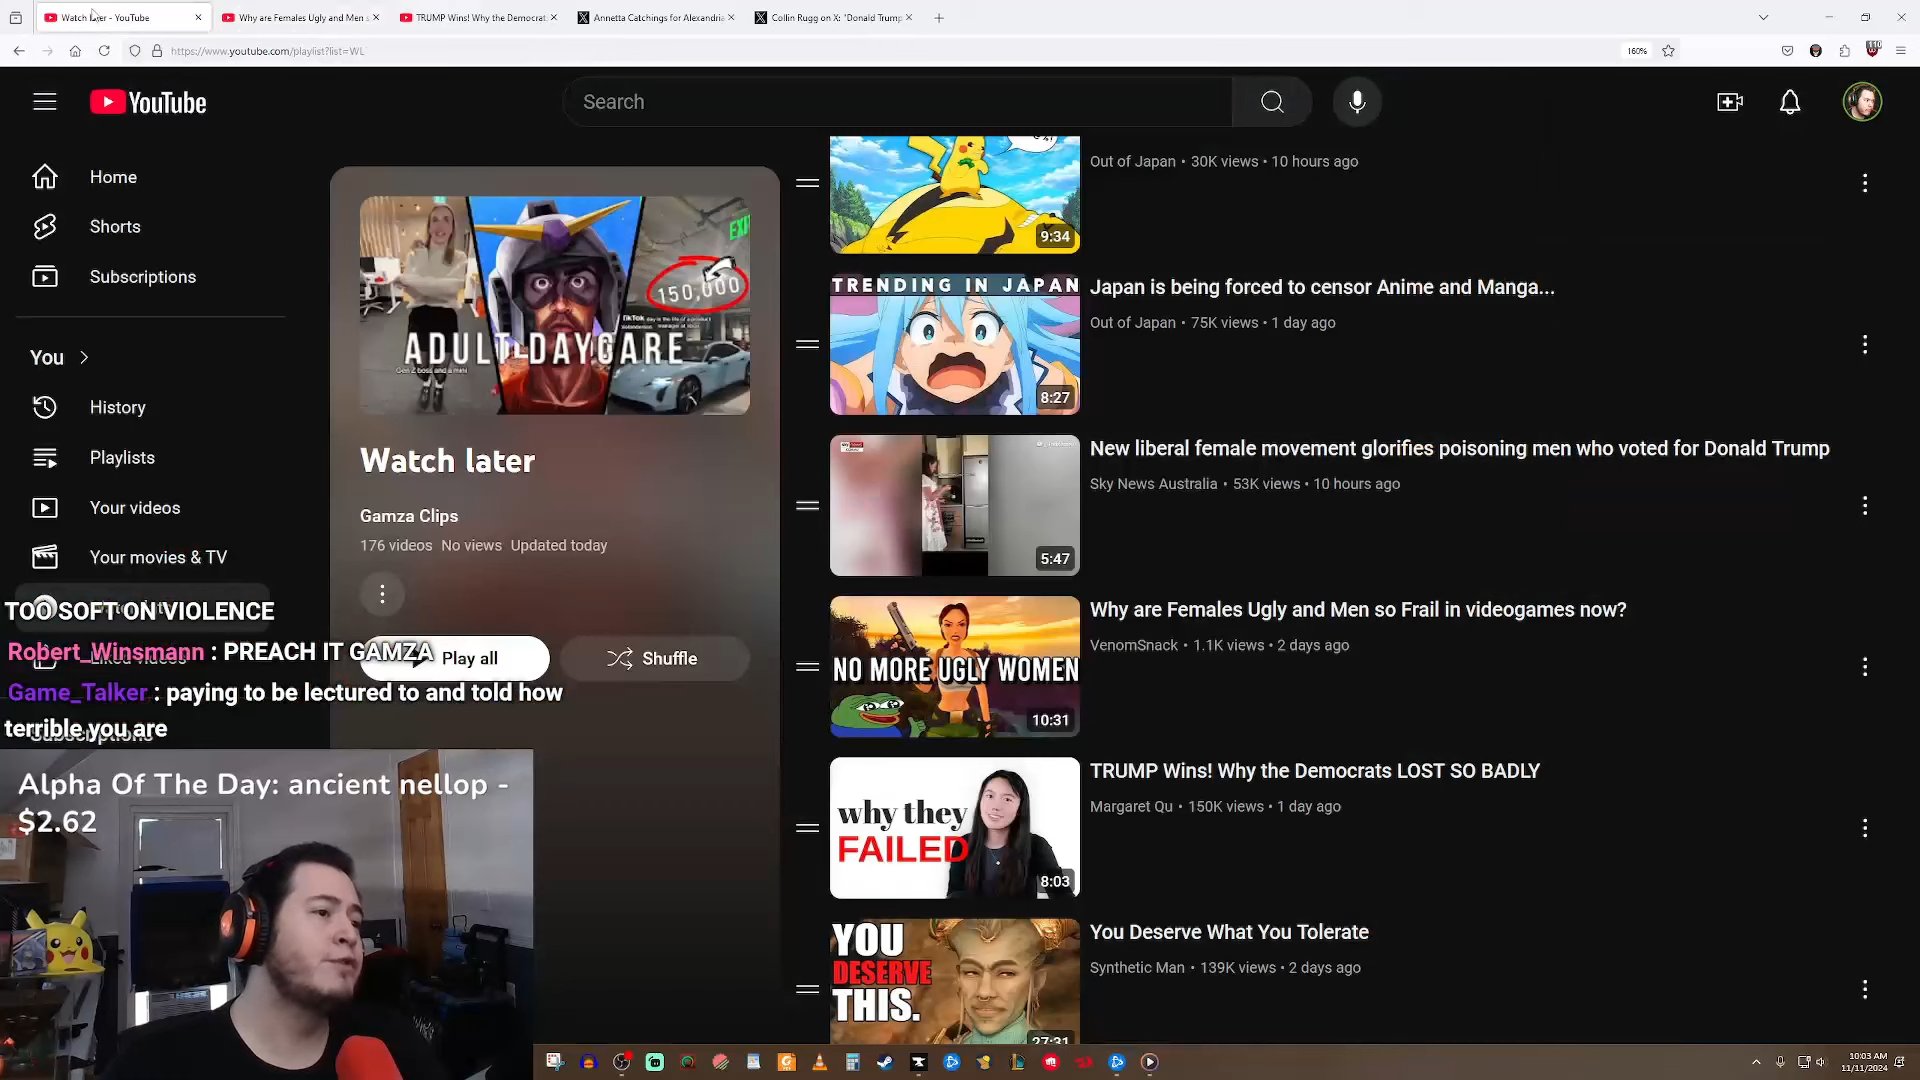 Watch later - YouTube
Why are Females Ugly and Men s
TRUMP Wins! Why the Democrat
Annetta Catchings for Alexandria
Collin Rugg on X: "Donald Trump
https://www.youtube.com/playlist?list=WL
160%
YouTube
Search
Home
Shorts
Subscriptions
You
History
Playlists
Your videos
Your movies & TV
Liked videos
Subscriptions
EXI
150,000
ADULT DAYCARE
Gen Z boss and a mini
Watch later
Gamza Clips
176 videos No views Updated today
Play all
Shuffle
TOO SOFT ON VIOLENCE
Robert_Winsmann : PREACH IT GAMZA
Game_Talker : paying to be lectured to and told how
terrible you are
Alpha Of The Day: ancient nellop -
$2.62
9:34
Out of Japan • 30K views • 10 hours ago
TRENDING IN JAPAN
8:27
Japan is being forced to censor Anime and Manga...
Out of Japan • 75K views • 1 day ago
5:47
New liberal female movement glorifies poisoning men who voted for Donald Trump
Sky News Australia • 53K views • 10 hours ago
NO MORE UGLY WOMEN
10:31
Why are Females Ugly and Men so Frail in videogames now?
VenomSnack • 1.1K views • 2 days ago
why they
FAILED
8:03
TRUMP Wins! Why the Democrats LOST SO BADLY
Margaret Qu • 150K views • 1 day ago
YOU
DESERVE
THIS.
27:31
You Deserve What You Tolerate
Synthetic Man • 139K views • 2 days ago
10:03 AM
11/11/2024